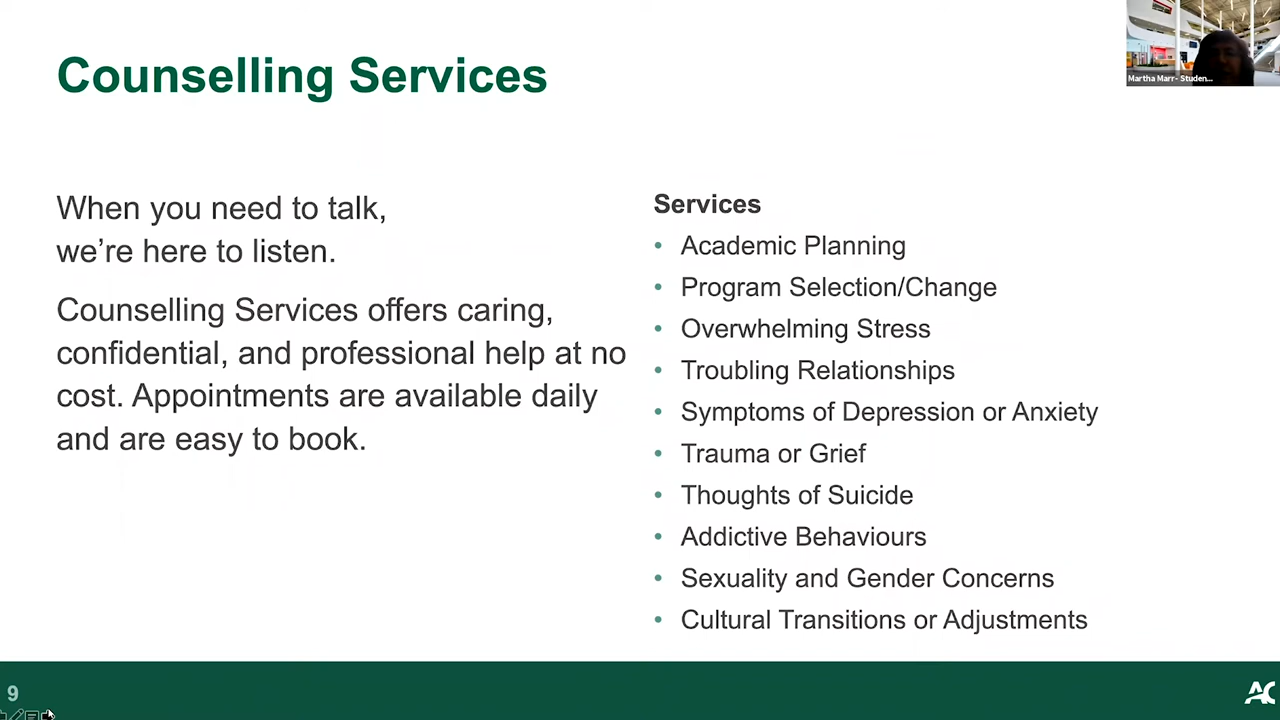 Counselling Services
Martha Marr - Studen...
When you need to talk,
we’re here to listen.
Counselling Services offers caring,
confidential, and professional help at no
cost. Appointments are available daily
and are easy to book.
Services
• Academic Planning
• Program Selection/Change
• Overwhelming Stress
• Troubling Relationships
• Symptoms of Depression or Anxiety
• Trauma or Grief
• Thoughts of Suicide
• Addictive Behaviours
• Sexuality and Gender Concerns
• Cultural Transitions or Adjustments
9
AC